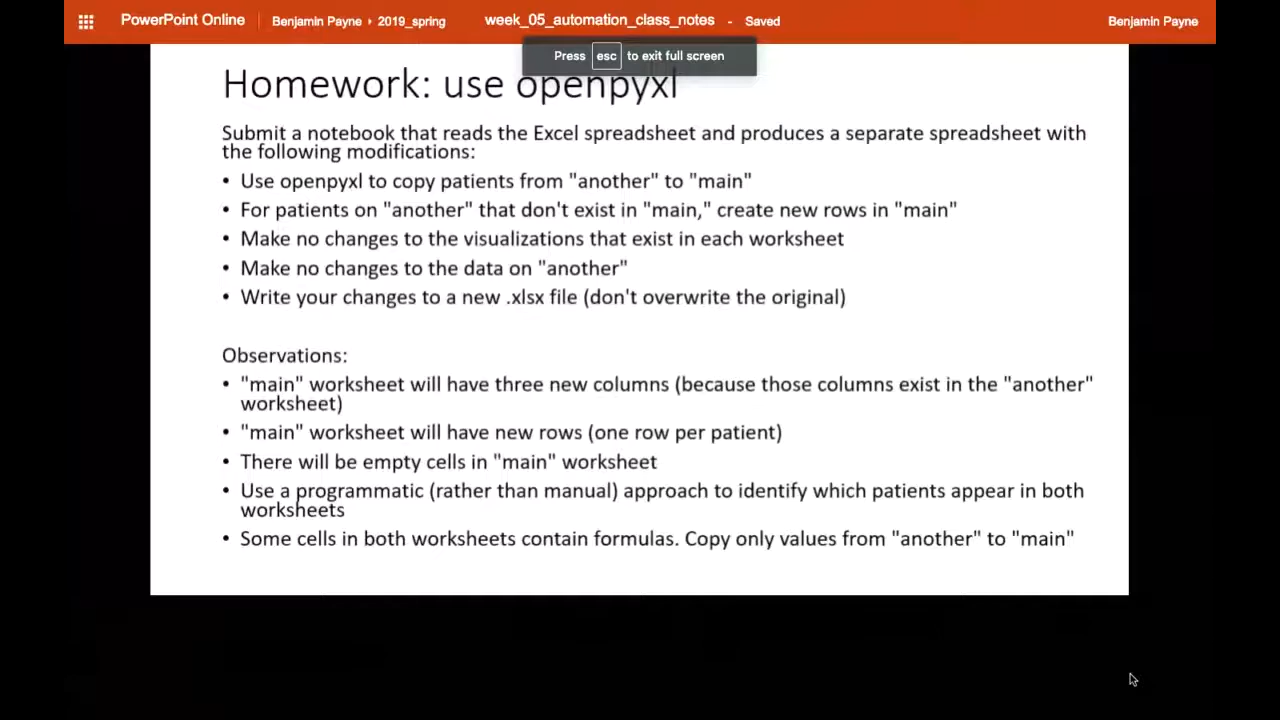 PowerPoint Online Benjamin Payne 2019_spring week_05_automation_class_notes - Saved Benjamin Payne
Press esc to exit full screen
Homework: use openpyxl
Submit a notebook that reads the Excel spreadsheet and produces a separate spreadsheet with
the following modifications:
• Use openpyxl to copy patients from "another" to "main"
• For patients on "another" that don't exist in "main," create new rows in "main"
• Make no changes to the visualizations that exist in each worksheet
• Make no changes to the data on "another"
• Write your changes to a new .xlsx file (don't overwrite the original)
Observations:
• "main" worksheet will have three new columns (because those columns exist in the "another"
worksheet)
• "main" worksheet will have new rows (one row per patient)
• There will be empty cells in "main" worksheet
• Use a programmatic (rather than manual) approach to identify which patients appear in both
worksheets
• Some cells in both worksheets contain formulas. Copy only values from "another" to "main"